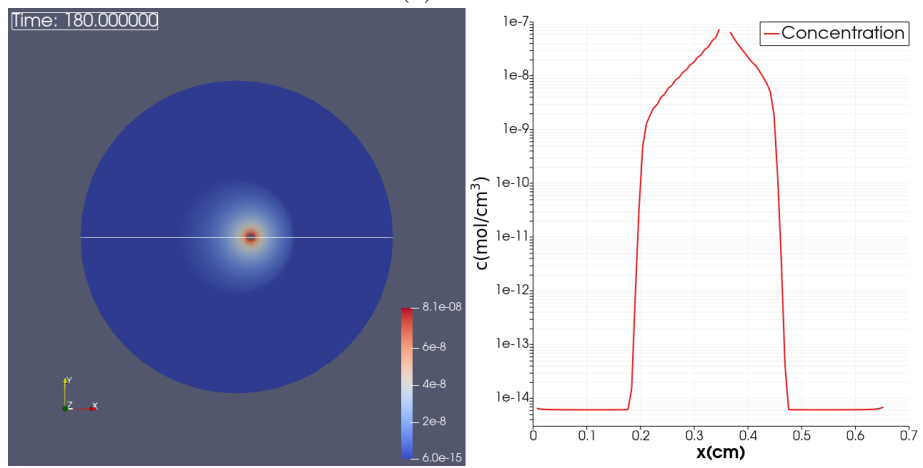 Time: 180.000000
8.1e-08
6e-8
4e-8
2e-8
6.0e-15
Y
Z
X
1e-7
1e-8
1e-9
1e-10
1e-11
1e-12
1e-13
1e-14
c(mol/cm³)
Concentration
0
0.1
0.2
0.3
0.4
0.5
0.6
0.7
x(cm)